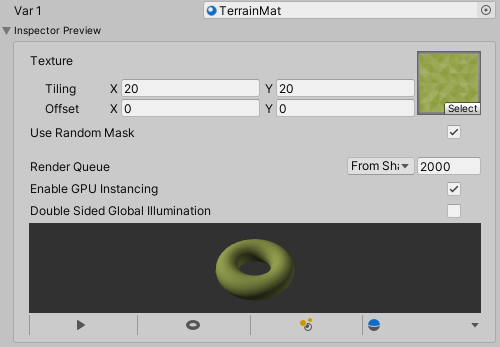 Var 1 TerrainMat
Inspector Preview
Texture
Tiling X 20 Y 20
Offset X 0 Y 0
Select
Use Random Mask
Render Queue From Sha 2000
Enable GPU Instancing
Double Sided Global Illumination